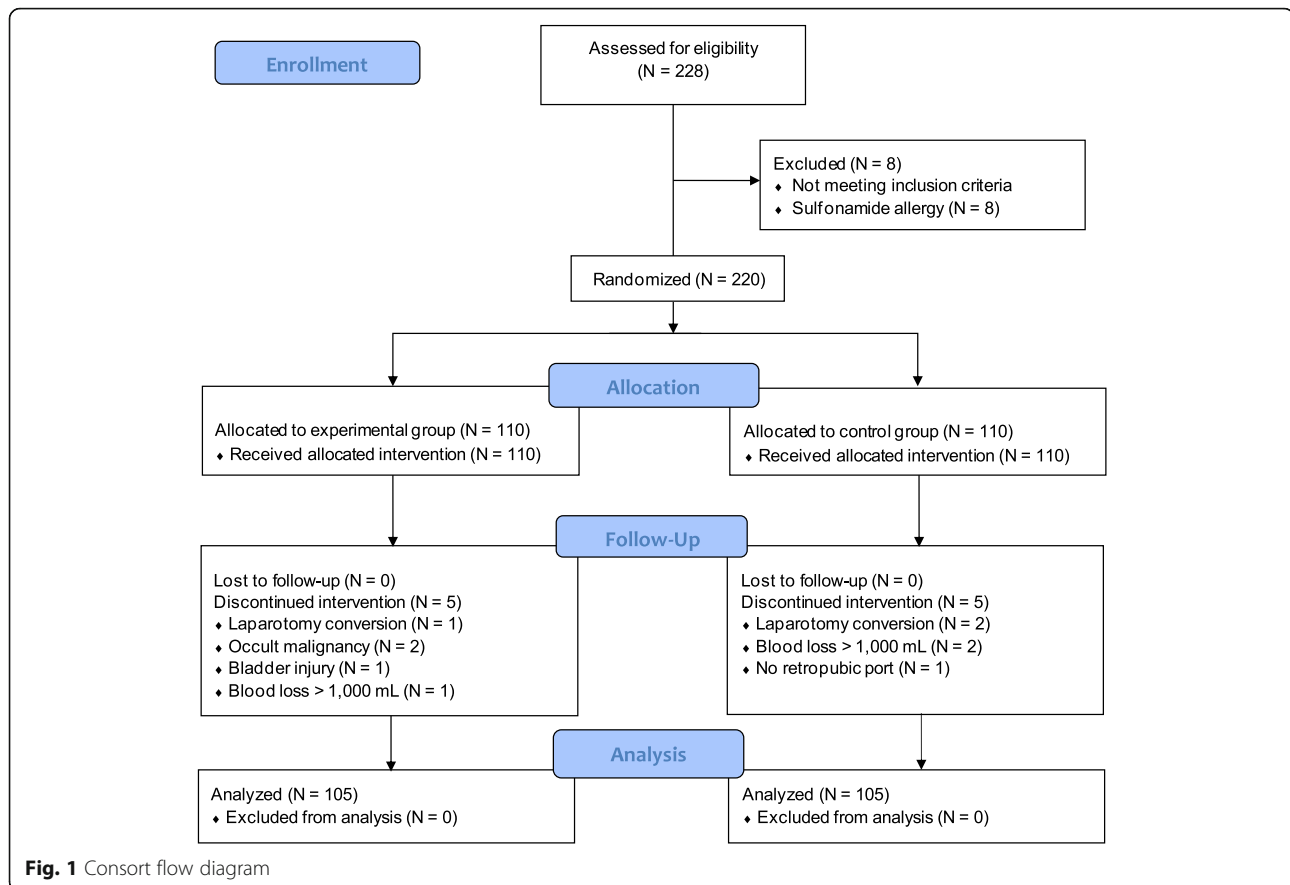 Enrollment
Assessed for eligibility
(N = 228)
Excluded (N = 8)
♦ Not meeting inclusion criteria
♦ Sulfonamide allergy (N = 8)
Randomized (N = 220)
Allocation
Allocated to experimental group (N = 110)
♦ Received allocated intervention (N = 110)
Allocated to control group (N = 110)
♦ Received allocated intervention (N = 110)
Follow-Up
Lost to follow-up (N = 0)
Discontinued intervention (N = 5)
♦ Laparotomy conversion (N = 1)
♦ Occult malignancy (N = 2)
♦ Bladder injury (N = 1)
♦ Blood loss > 1,000 mL (N = 1)
Lost to follow-up (N = 0)
Discontinued intervention (N = 5)
♦ Laparotomy conversion (N = 2)
♦ Blood loss > 1,000 mL (N = 2)
♦ No retropubic port (N = 1)
Analysis
Analyzed (N = 105)
♦ Excluded from analysis (N = 0)
Analyzed (N = 105)
♦ Excluded from analysis (N = 0)
Fig. 1 Consort flow diagram